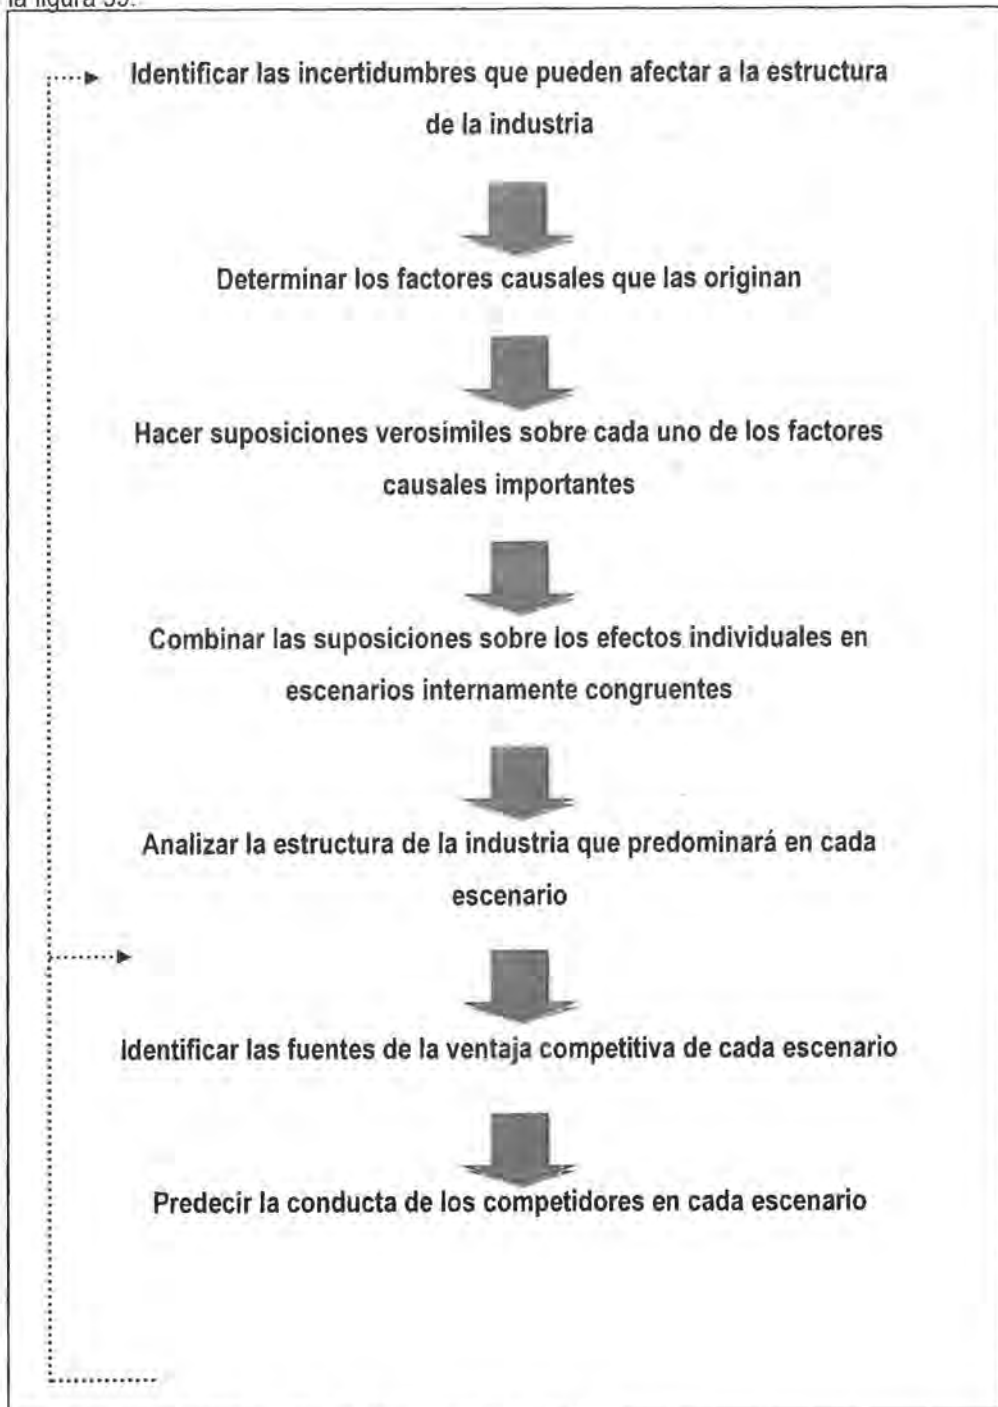 la figura 39.
Identificar las incertidumbres que pueden afectar a la estructura
de la industria
Determinar los factores causales que las originan
Hacer suposiciones verosimiles sobre cada uno de los factores
causales importantes
Combinar las suposiciones sobre los efectos individuales en
escenarios internamente congruentes
Analizar la estructura de la industria que predominará en cada
escenario
Identificar las fuentes de la ventaja competitiva de cada escenario
Predecir la conducta de los competidores en cada escenario